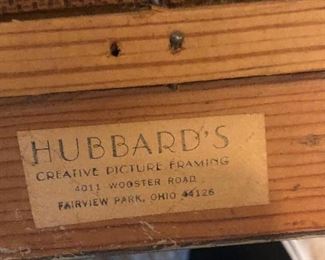 HUBBARD'S
CREATIVE PICTURE FRAMING
4011 WOOSTER ROAD
FAIRVIEW PARK, OHIO 44126